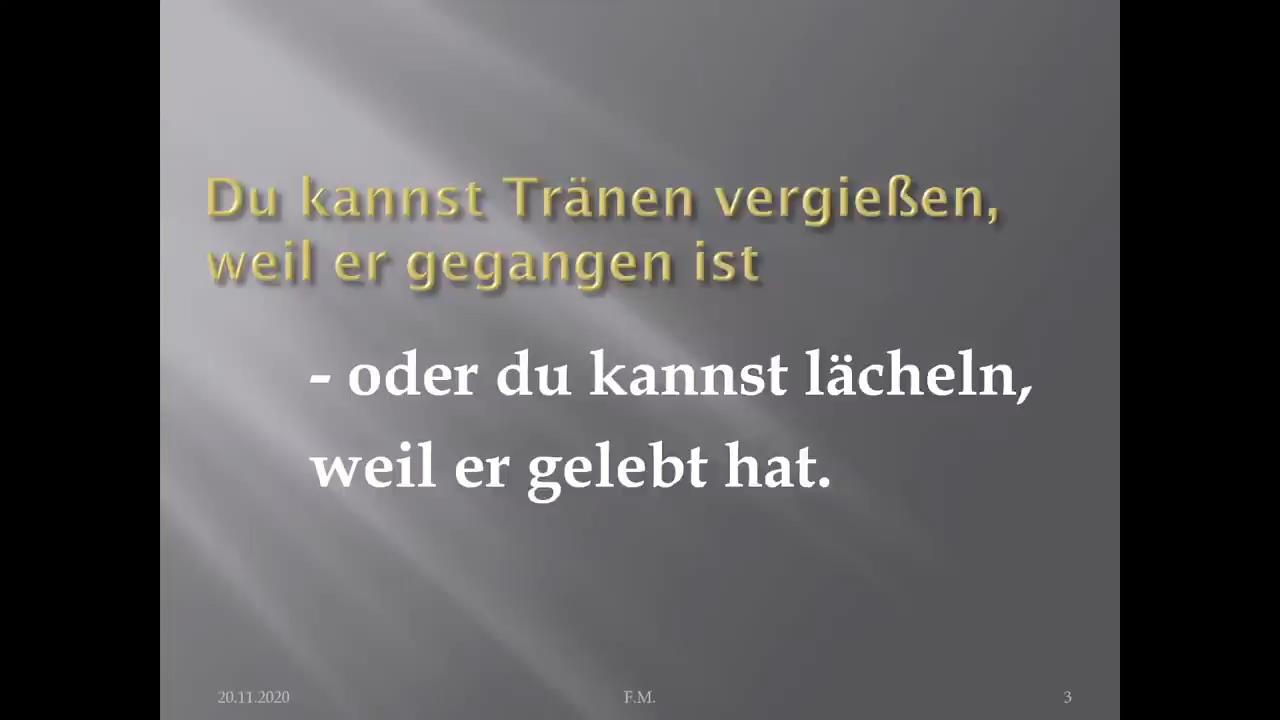 Du kannst Tränen vergießen,
weil er gegangen ist
- oder du kannst lächeln,
weil er gelebt hat.
20.11.2020
F.M.
3